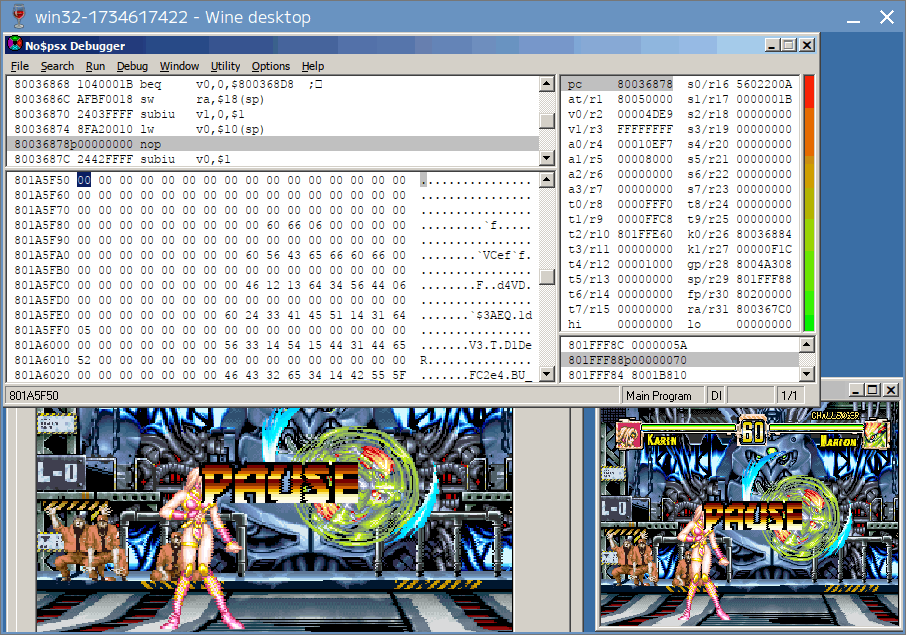 win32-1734617422 - Wine desktop
No$psx Debugger
File Search Run Debug Window Utility Options Help
80036868 1040001B beq v0,0,$800368D8 ;
8003686C AFBF0018 sw ra,$18(sp)
80036870 2403FFFF subiu v1,0,$1
80036874 8FA20010 lw v0,$10(sp)
80036878þ00000000 nop
8003687C 2442FFFF subiu v0,$1
pc 80036878 s0/r16 5602200A
at/r1 80050000 s1/r17 0000001B
v0/r2 00004DE9 s2/r18 00000000
v1/r3 FFFFFFFF s3/r19 00000000
a0/r4 00010EF7 s4/r20 00000000
a1/r5 00008000 s5/r21 00000000
a2/r6 00000000 s6/r22 00000000
a3/r7 00000000 s7/r23 00000000
t0/r8 0000FFF0 t8/r24 00000000
t1/r9 0000FFC8 t9/r25 00000000
t2/r10 801FFE60 k0/r26 80036884
t3/r11 00000000 k1/r27 00000F1C
t4/r12 00001000 gp/r28 8004A308
t5/r13 00000000 sp/r29 801FFF88
t6/r14 00000000 fp/r30 80200000
t7/r15 00000000 ra/r31 800367C0
hi 00000000 lo 00000000
801A5F50 00 00 00 00 00 00 00 00 00 00 00 00 00 00 00 00 ................
801A5F60 00 00 00 00 00 00 00 00 00 00 00 00 00 00 00 00 ................
801A5F70 00 00 00 00 00 00 00 00 00 00 00 00 00 00 00 00 ................
801A5F80 00 00 00 00 00 00 00 00 00 60 66 06 00 00 00 00 .........`f.....
801A5F90 00 00 00 00 00 00 00 00 00 00 00 00 00 00 00 00 ................
801A5FA0 00 00 00 00 00 00 00 00 60 56 43 65 66 60 66 00 ........`VCef`f.
801A5FB0 00 00 00 00 00 00 00 00 00 00 00 00 00 00 00 00 ................
801A5FC0 00 00 00 00 00 00 00 00 46 12 13 64 34 56 44 06 ........F..d4VD.
801A5FD0 00 00 00 00 00 00 00 00 00 00 00 00 00 00 00 00 ................
801A5FE0 00 00 00 00 00 00 00 60 24 33 41 45 51 14 31 64 .......`$3AEQ.1d
801A5FF0 05 00 00 00 00 00 00 00 00 00 00 00 00 00 00 00 ................
801A6000 00 00 00 00 00 00 00 56 33 14 54 15 44 31 44 65 .......V3.T.D1De
801A6010 52 00 00 00 00 00 00 00 00 00 00 00 00 00 00 00 R...............
801A6020 00 00 00 00 00 00 00 46 43 32 65 34 14 42 55 5F .......FC2e4.BU_
801FFF8C 0000005A
801FFF88þ00000070
801FFF84 8001B810
801A5F50
Main Program DI 1/1
L-0
PAUSE
CHALLENGER
KARIN 60 MARION
L-0
PAUSE